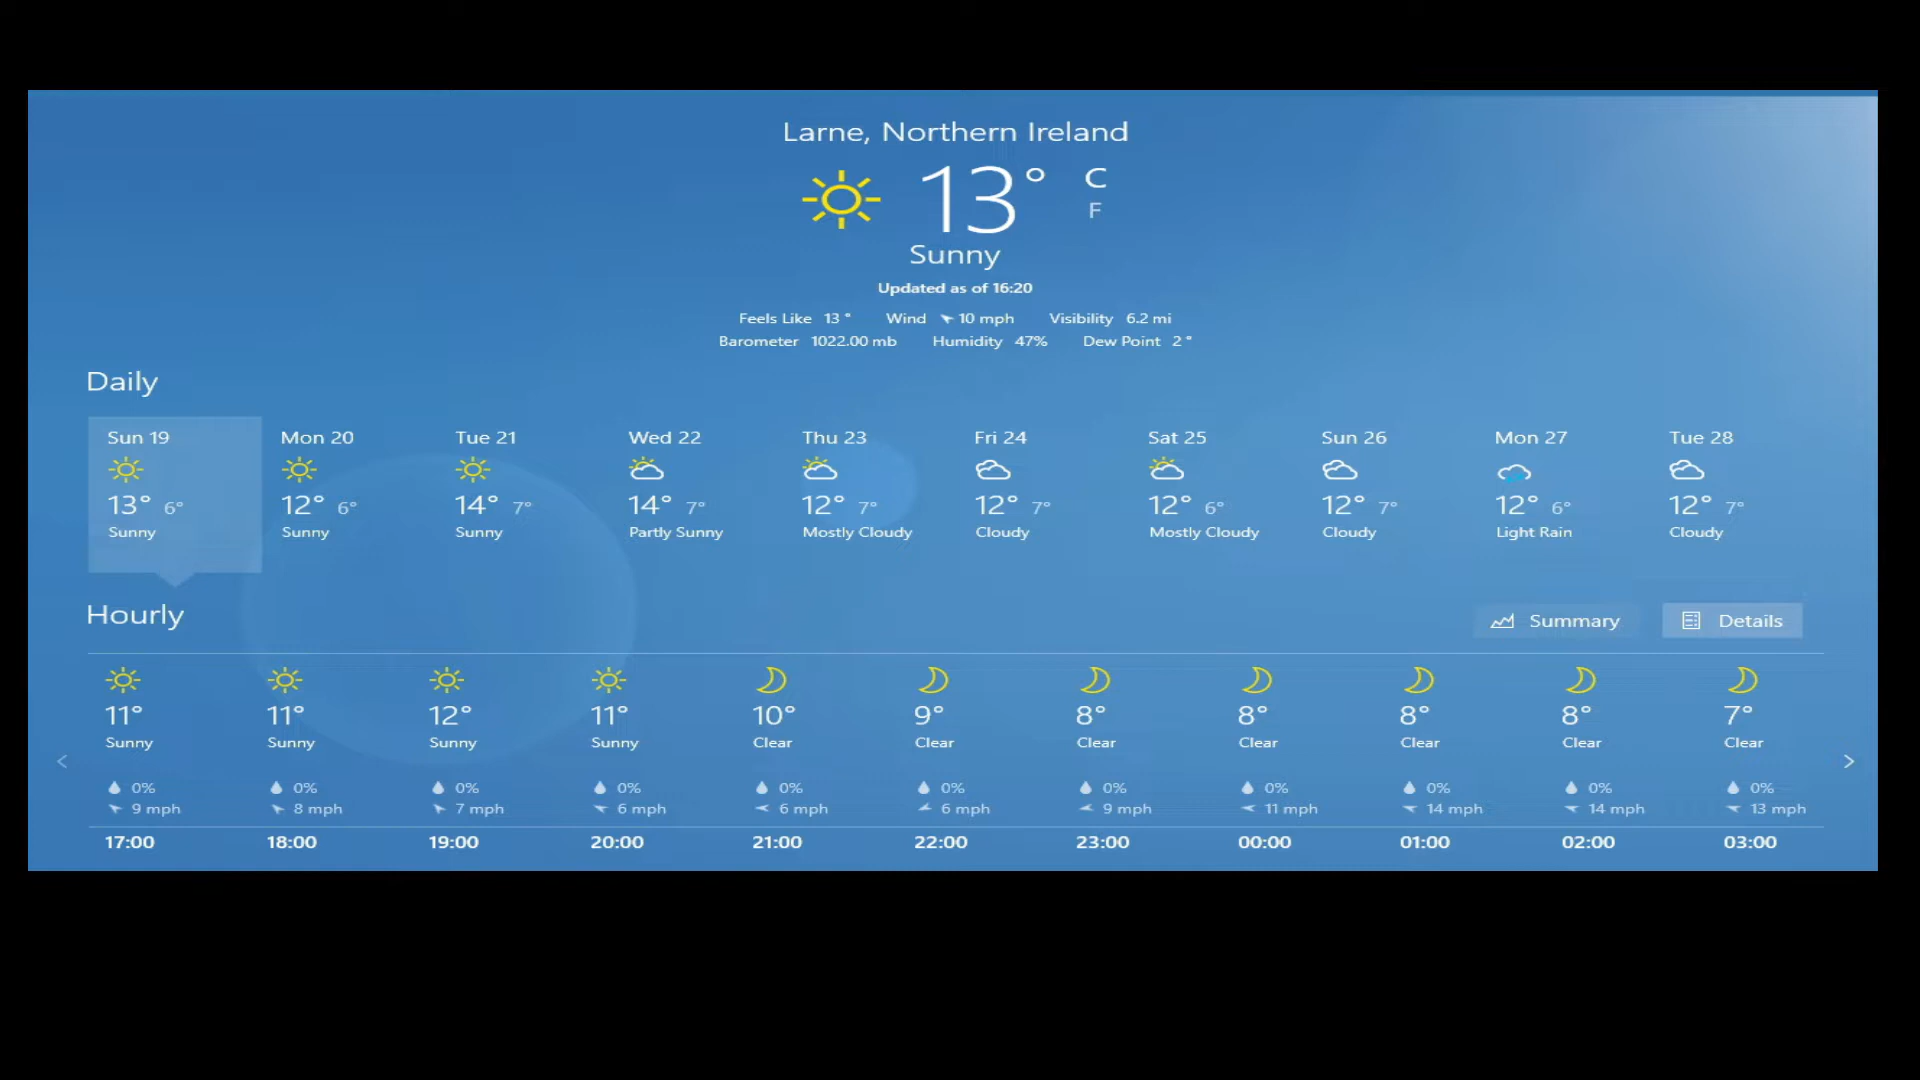 Larne, Northern Ireland
13° C
F
Sunny
Updated as of 16:20
Feels Like 13 ° Wind 10 mph Visibility 6.2 mi
Barometer 1022.00 mb Humidity 47% Dew Point 2 °
Daily
Sun 19 Mon 20 Tue 21 Wed 22 Thu 23 Fri 24 Sat 25 Sun 26 Mon 27 Tue 28
13° 6° 12° 6° 14° 7° 14° 7° 12° 7° 12° 7° 12° 6° 12° 7° 12° 6° 12° 7°
Sunny Sunny Sunny Partly Sunny Mostly Cloudy Cloudy Mostly Cloudy Cloudy Light Rain Cloudy
Hourly Summary Details
11° 11° 12° 11° 10° 9° 8° 8° 8° 8° 7°
Sunny Sunny Sunny Sunny Clear Clear Clear Clear Clear Clear Clear
0% 0% 0% 0% 0% 0% 0% 0% 0% 0% 0%
9 mph 8 mph 7 mph 6 mph 6 mph 6 mph 9 mph 11 mph 14 mph 14 mph 13 mph
17:00 18:00 19:00 20:00 21:00 22:00 23:00 00:00 01:00 02:00 03:00